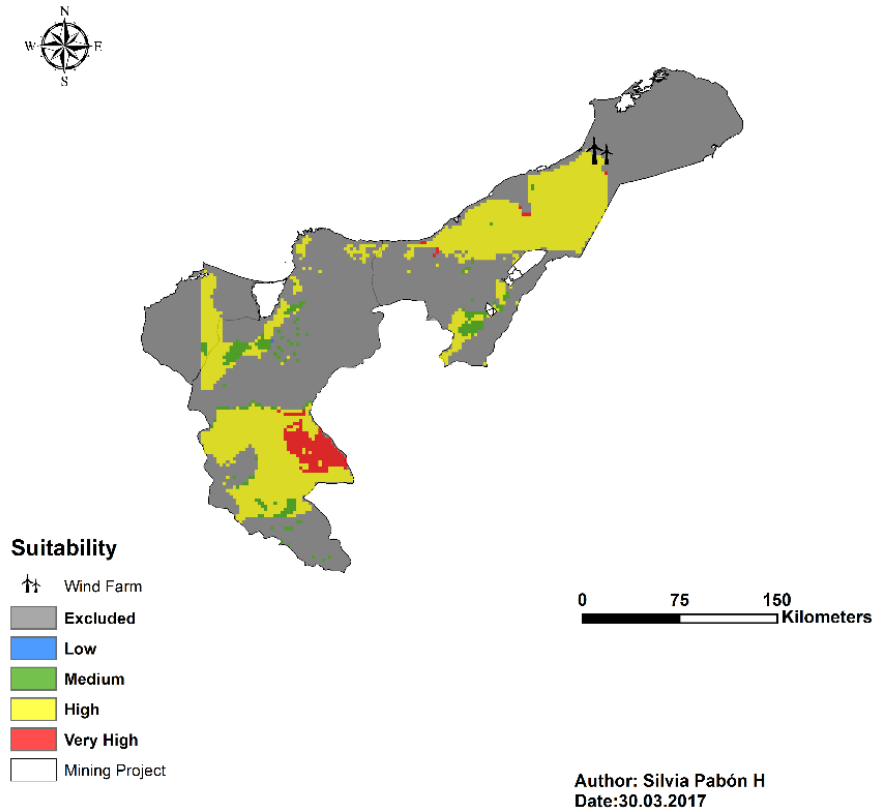 N
W E
S
Suitability
Wind Farm
Excluded
Low
Medium
High
Very High
Mining Project
0 75 150
Kilometers
Author: Silvia Pabón H
Date:30.03.2017